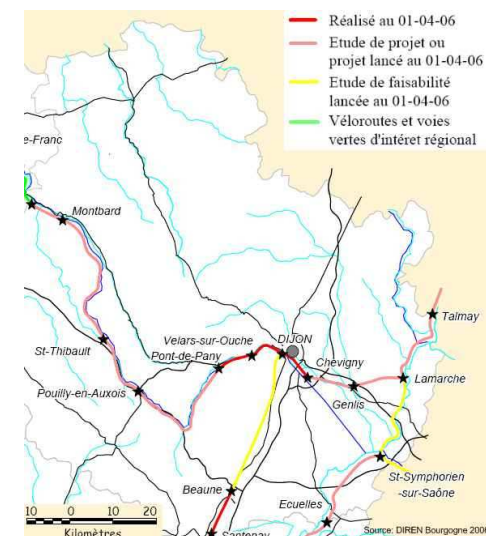 Réalisé au 01-04-06
Etude de projet ou
projet lancé au 01-04-06
Etude de faisabilité
lancée au 01-04-06
Véloroutes et voies
vertes d'intéret régional
e-Franc
Montbard
Talmay
Velars-sur-Ouche
DIJON
St-Thibault
Pont-de-Pany
Chevigny
Lamarche
Pouilly-en-Auxois
Genlis
St-Symphorien
-sur-Saône
Beaune
Ecuelles
10 0 10 20
Kilomètres
Santenay
Source: DIREN Bourgogne 2006